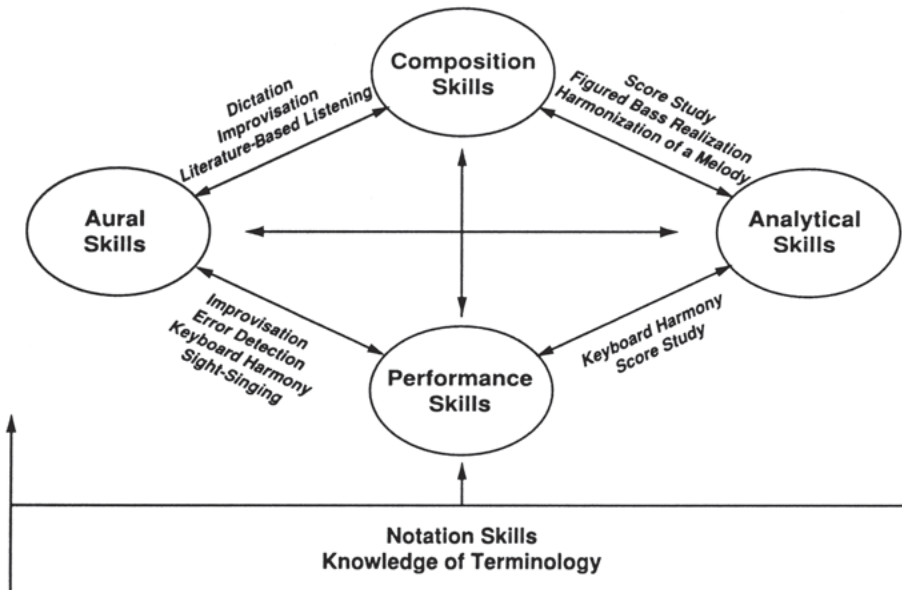 Composition
Skills
Dictation
Improvisation
Literature-Based Listening
Score Study
Figured Bass Realization
Harmonization of a Melody
Aural
Skills
Analytical
Skills
Improvisation
Error Detection
Keyboard Harmony
Sight-Singing
Keyboard Harmony
Score Study
Performance
Skills
Notation Skills
Knowledge of Terminology